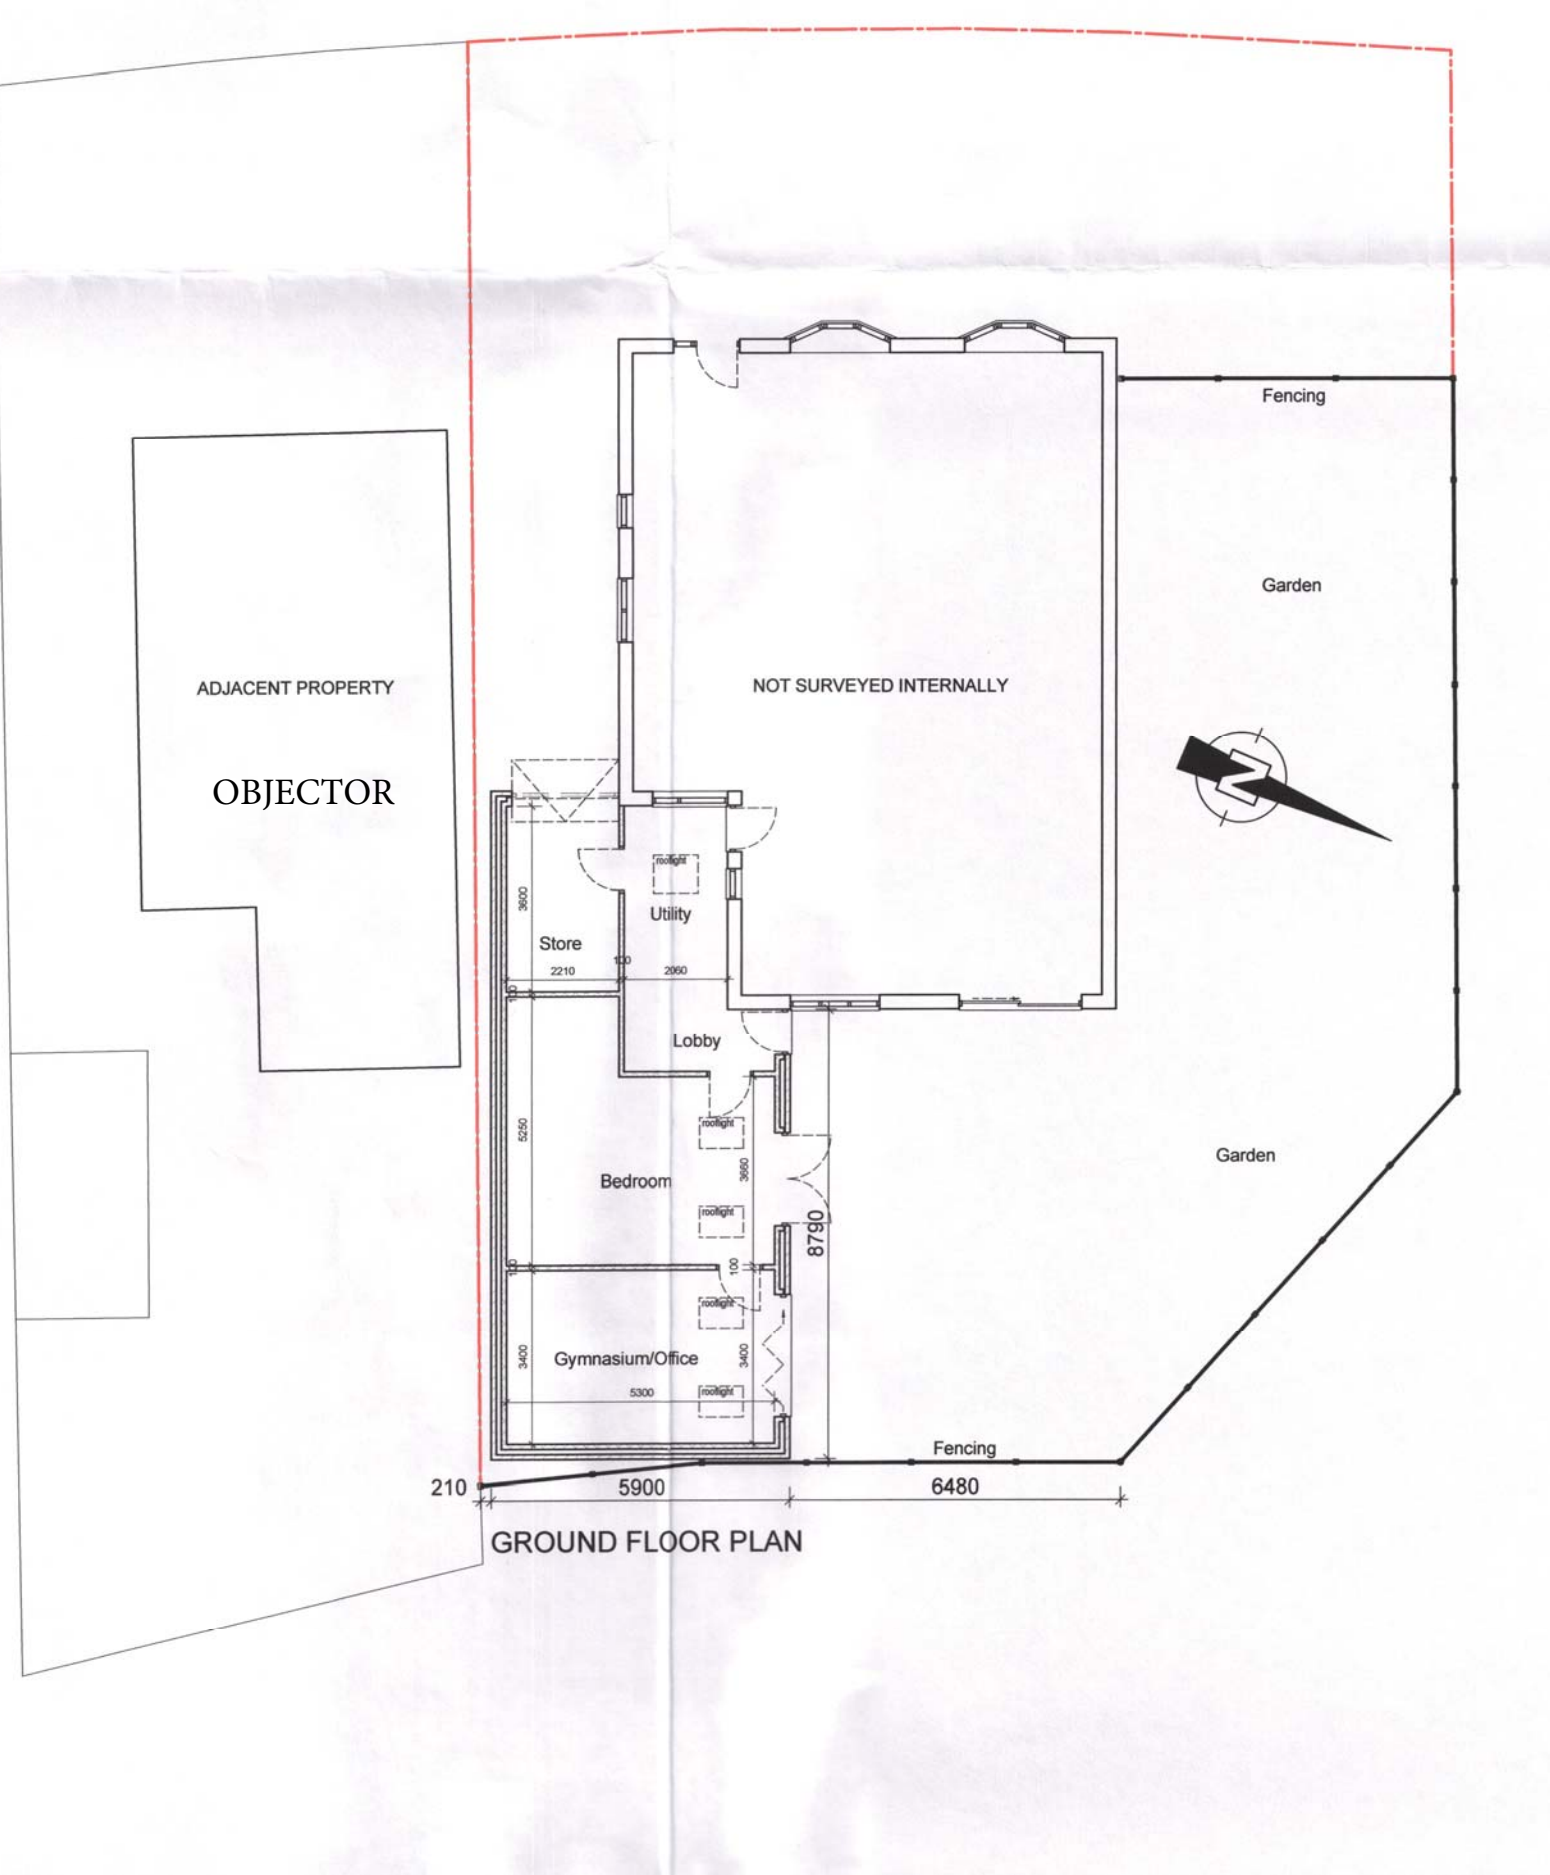 Fencing
Garden
ADJACENT PROPERTY
NOT SURVEYED INTERNALLY
N
OBJECTOR
rooflight
3600
Utility
Store
100
2210
2060
100
Lobby
rooflight
5250
3660
Garden
Bedroom
rooflight
8790
100
100
rooflight
3400
Gymnasium/Office
3400
5300
rooflight
Fencing
210
5900
6480
GROUND FLOOR PLAN